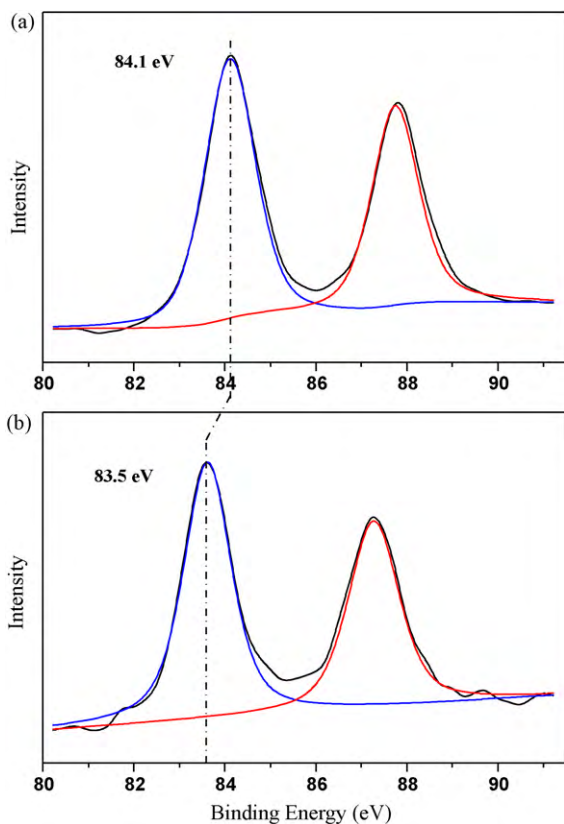 (a)
84.1 eV
Intensity
80 82 84 86 88 90
(b)
83.5 eV
Intensity
80 82 84 86 88 90
Binding Energy (eV)